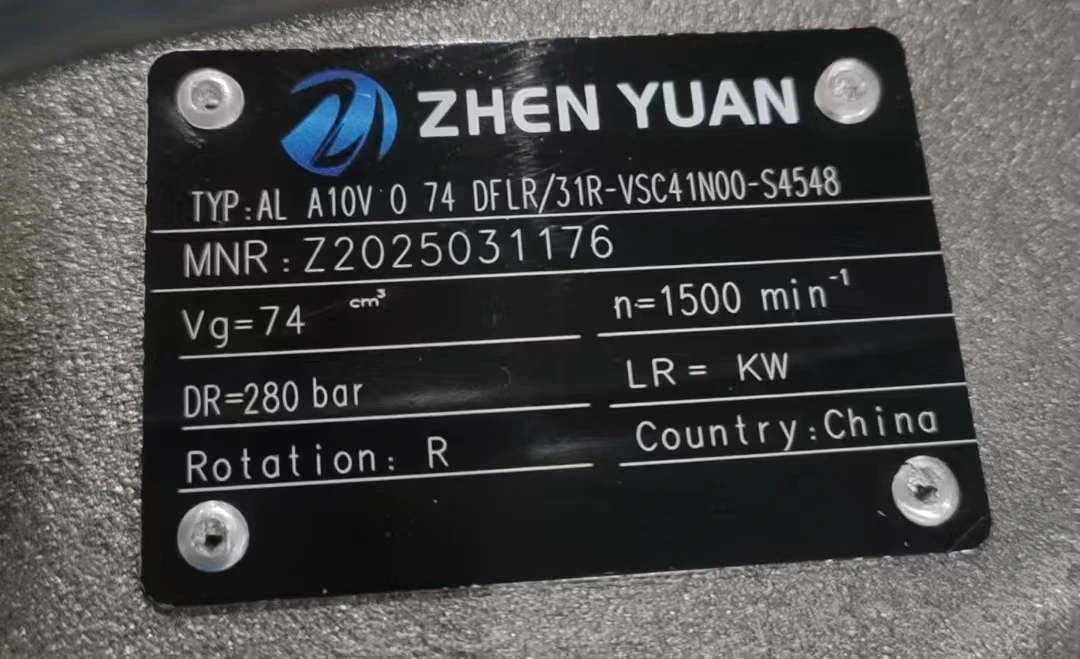 ZHEN YUAN
TYP:AL A10V O 74 DFLR/31R-VSC41N00-S4548
MNR:Z2025031176
Vg=74 cm³ n=1500 min⁻¹
DR=280 bar LR= KW
Rotation: R Country:China